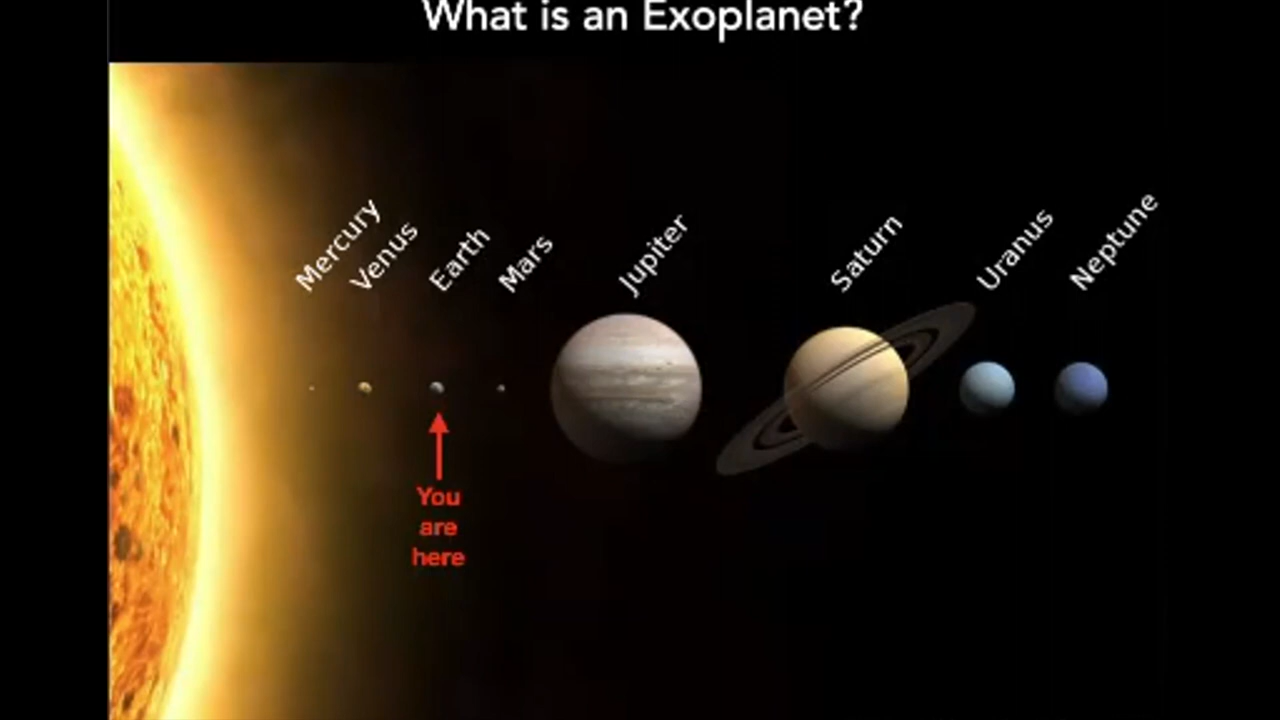 What is an Exoplanet?
Mercury
Venus
Earth
Mars
Jupiter
Saturn
Uranus
Neptune
You
are
here